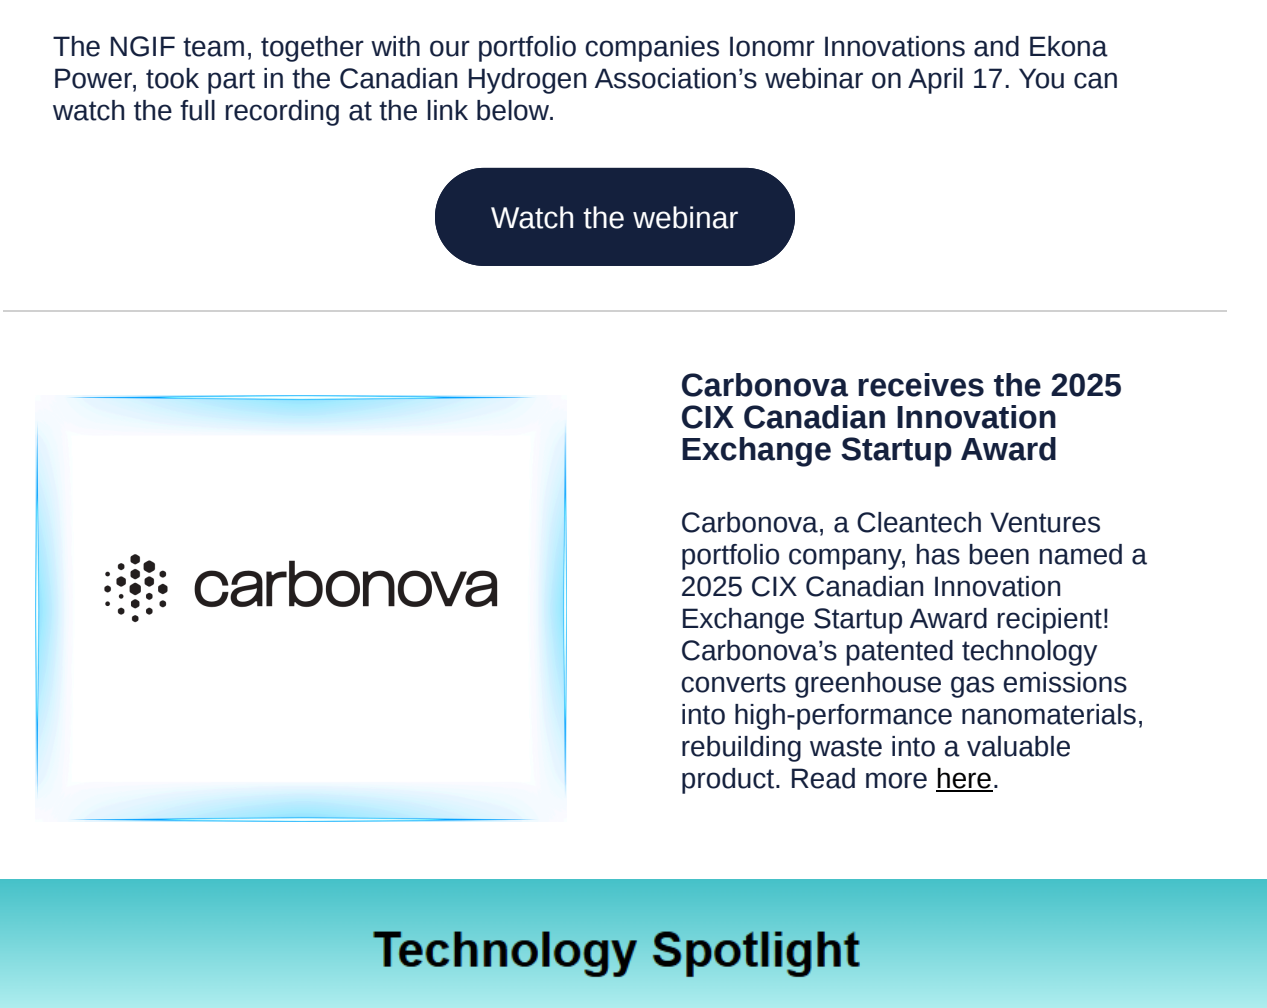 The NGIF team, together with our portfolio companies Ionomr Innovations and Ekona
Power, took part in the Canadian Hydrogen Association’s webinar on April 17. You can
watch the full recording at the link below.
Watch the webinar
carbonova
Carbonova receives the 2025
CIX Canadian Innovation
Exchange Startup Award
Carbonova, a Cleantech Ventures
portfolio company, has been named a
2025 CIX Canadian Innovation
Exchange Startup Award recipient!
Carbonova’s patented technology
converts greenhouse gas emissions
into high-performance nanomaterials,
rebuilding waste into a valuable
product. Read more here.
Technology Spotlight